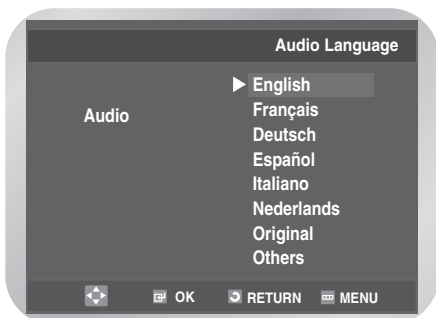 Audio Language
Audio
English
Français
Deutsch
Español
Italiano
Nederlands
Original
Others
OK RETURN MENU